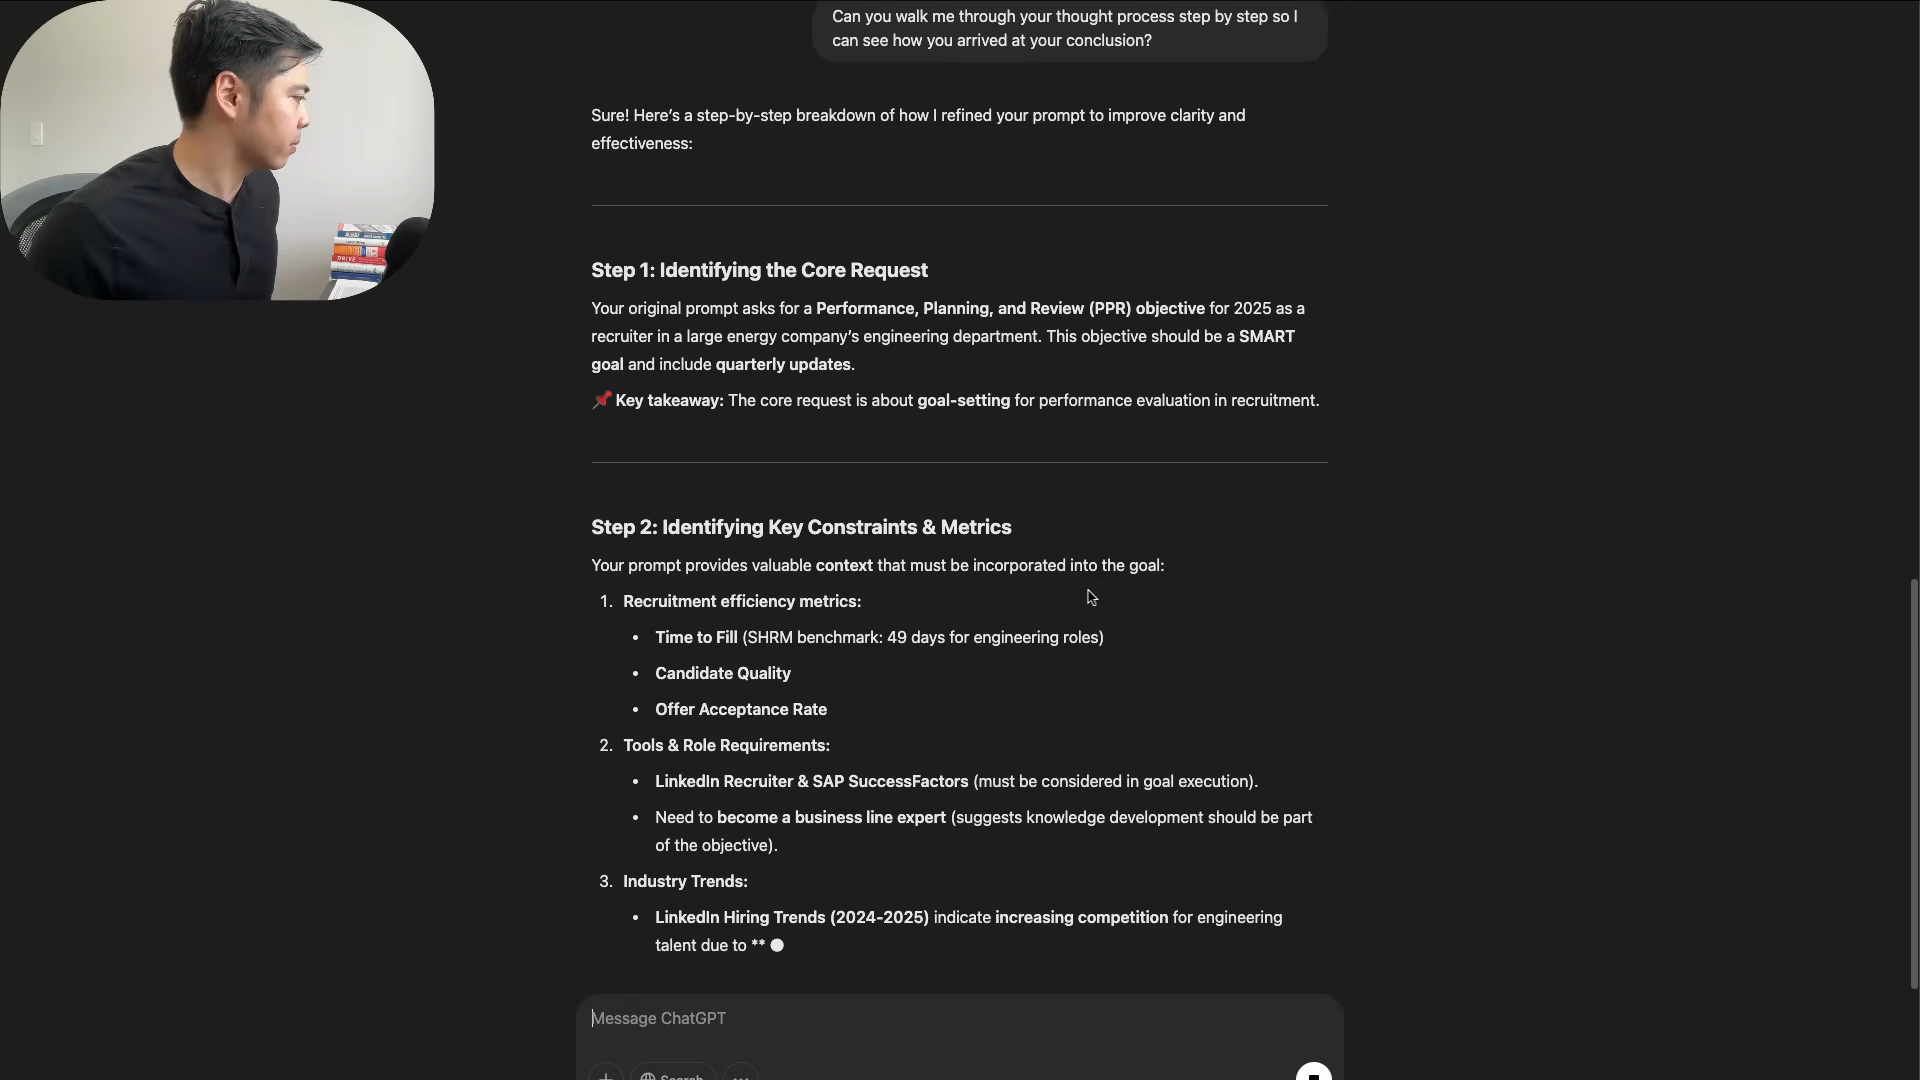 Can you walk me through your thought process step by step so I
can see how you arrived at your conclusion?
Sure! Here’s a step-by-step breakdown of how I refined your prompt to improve clarity and
effectiveness:
Step 1: Identifying the Core Request
Your original prompt asks for a Performance, Planning, and Review (PPR) objective for 2025 as a
recruiter in a large energy company’s engineering department. This objective should be a SMART
goal and include quarterly updates.
📌 Key takeaway: The core request is about goal-setting for performance evaluation in recruitment.
Step 2: Identifying Key Constraints & Metrics
Your prompt provides valuable context that must be incorporated into the goal:
1. Recruitment efficiency metrics:
• Time to Fill (SHRM benchmark: 49 days for engineering roles)
• Candidate Quality
• Offer Acceptance Rate
2. Tools & Role Requirements:
• LinkedIn Recruiter & SAP SuccessFactors (must be considered in goal execution).
• Need to become a business line expert (suggests knowledge development should be part
of the objective).
3. Industry Trends:
• LinkedIn Hiring Trends (2024-2025) indicate increasing competition for engineering
talent due to **
Message ChatGPT
Search
DRIVE